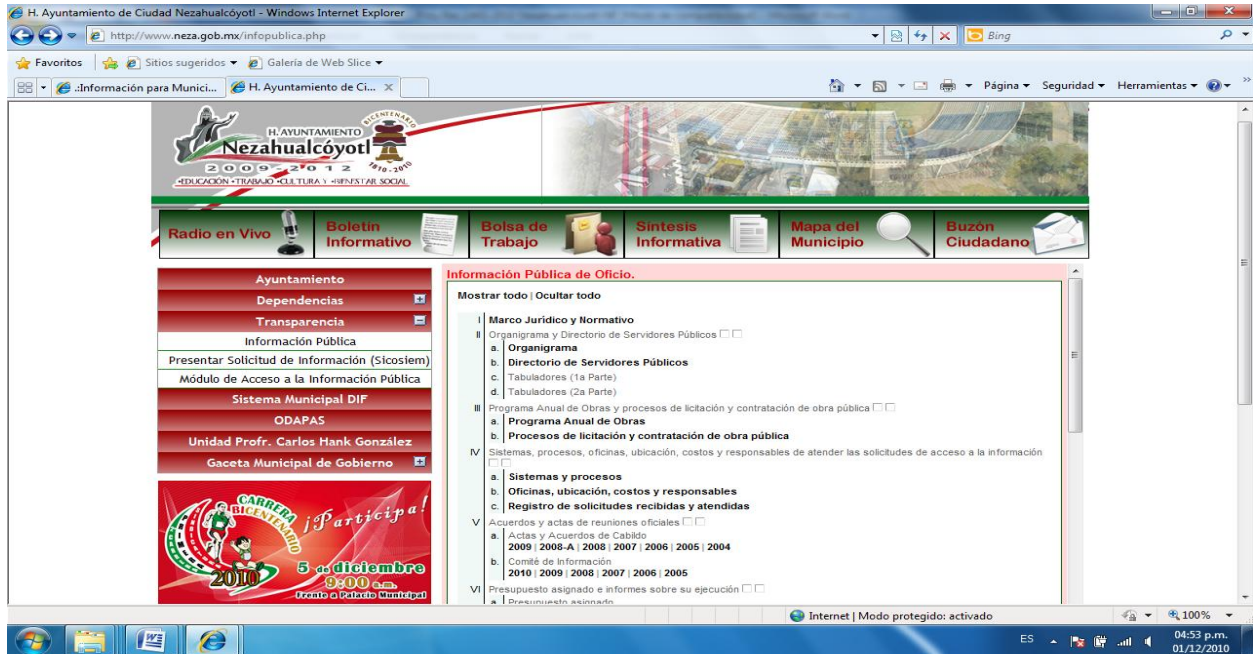 H. Ayuntamiento de Ciudad Nezahualcóyotl - Windows Internet Explorer
http://www.neza.gob.mx/infopublica.php
Bing
Favoritos
Sitios sugeridos
Galería de Web Slice
.:Información para Munici...
H. Ayuntamiento de Ci...
Página
Seguridad
Herramientas
BICENTENARIO
H. AYUNTAMIENTO
Nezahualcóyotl
2009-2012
1810-2010
•EDUCACIÓN •TRABAJO •CULTURA Y •BIENESTAR SOCIAL
Radio en Vivo
Boletín Informativo
Bolsa de Trabajo
Síntesis Informativa
Mapa del Municipio
Buzón Ciudadano
Ayuntamiento
Dependencias
Transparencia
Información Pública
Presentar Solicitud de Información (Sicosiem)
Módulo de Acceso a la Información Pública
Sistema Municipal DIF
ODAPAS
Unidad Profr. Carlos Hank González
Gaceta Municipal de Gobierno
CARRERA
BICENTENARIO
¡Participa!
2010
5 de diciembre
9:00 a.m.
Frente a Palacio Municipal
Información Pública de Oficio.
Mostrar todo | Ocultar todo
I Marco Jurídico y Normativo
II Organigrama y Directorio de Servidores Públicos
a. Organigrama
b. Directorio de Servidores Públicos
c. Tabuladores (1a Parte)
d. Tabuladores (2a Parte)
III Programa Anual de Obras y procesos de licitación y contratación de obra pública
a. Programa Anual de Obras
b. Procesos de licitación y contratación de obra pública
IV Sistemas, procesos, oficinas, ubicación, costos y responsables de atender las solicitudes de acceso a la información
a. Sistemas y procesos
b. Oficinas, ubicación, costos y responsables
c. Registro de solicitudes recibidas y atendidas
V Acuerdos y actas de reuniones oficiales
a. Actas y Acuerdos de Cabildo
2009 | 2008-A | 2008 | 2007 | 2006 | 2005 | 2004
b. Comité de Información
2010 | 2009 | 2008 | 2007 | 2006 | 2005
VI Presupuesto asignado e informes sobre su ejecución
a. Presupuesto asignado
Internet | Modo protegido: activado
100%
ES
04:53 p.m.
01/12/2010